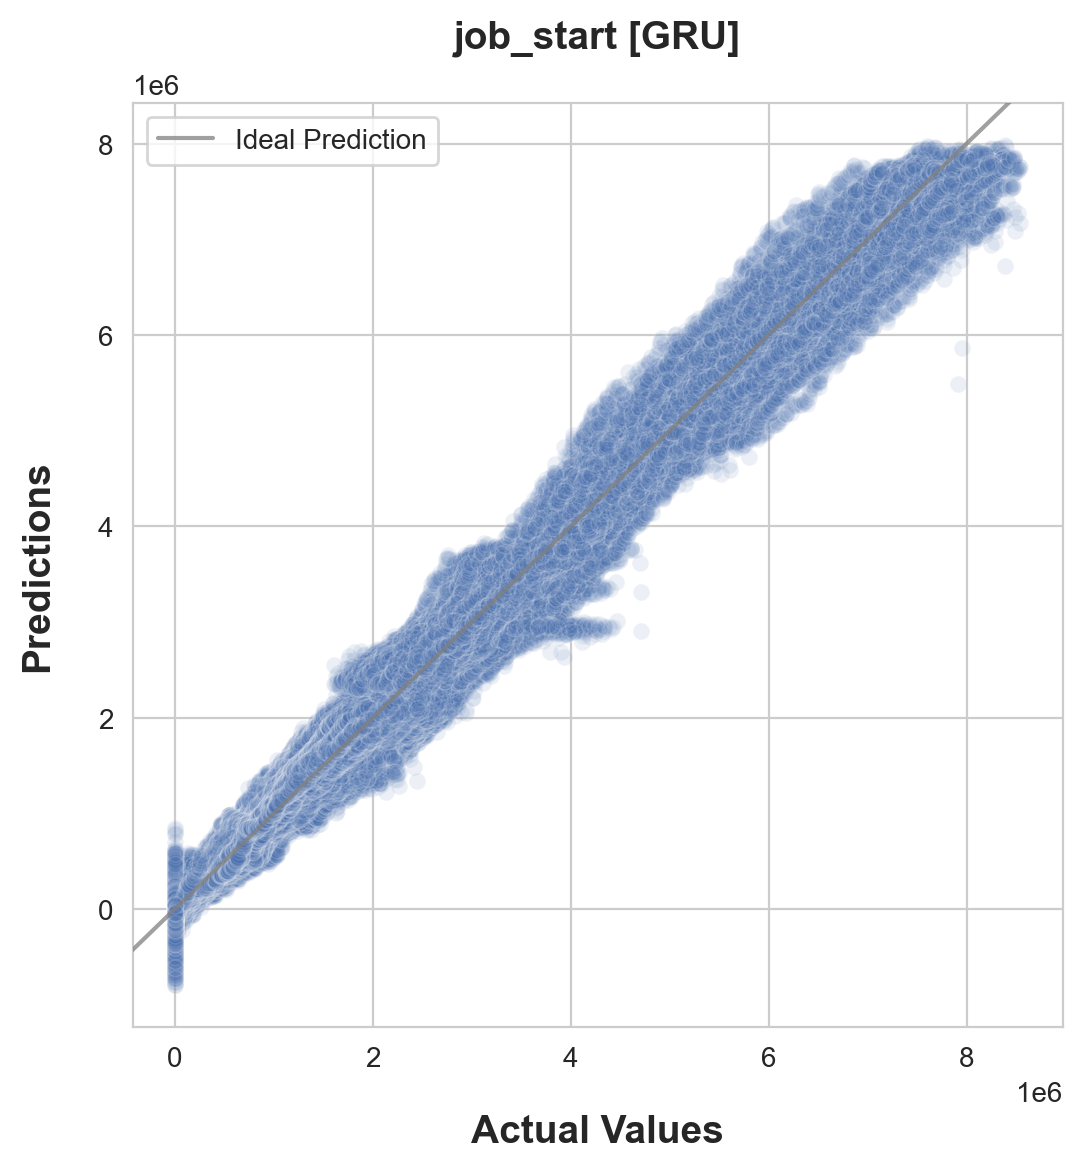 job_start [GRU]
1e6
Ideal Prediction
8
6
4
2
0
Predictions
0 2 4 6 8
1e6
Actual Values